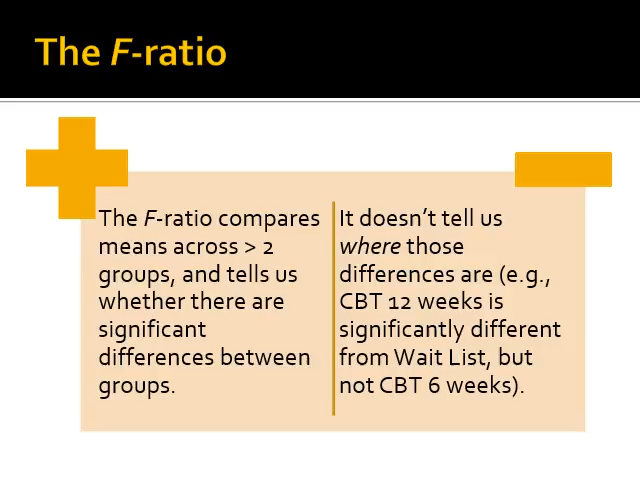 The F-ratio
The F-ratio compares
means across > 2
groups, and tells us
whether there are
significant
differences between
groups.
It doesn’t tell us
where those
differences are (e.g.,
CBT 12 weeks is
significantly different
from Wait List, but
not CBT 6 weeks).